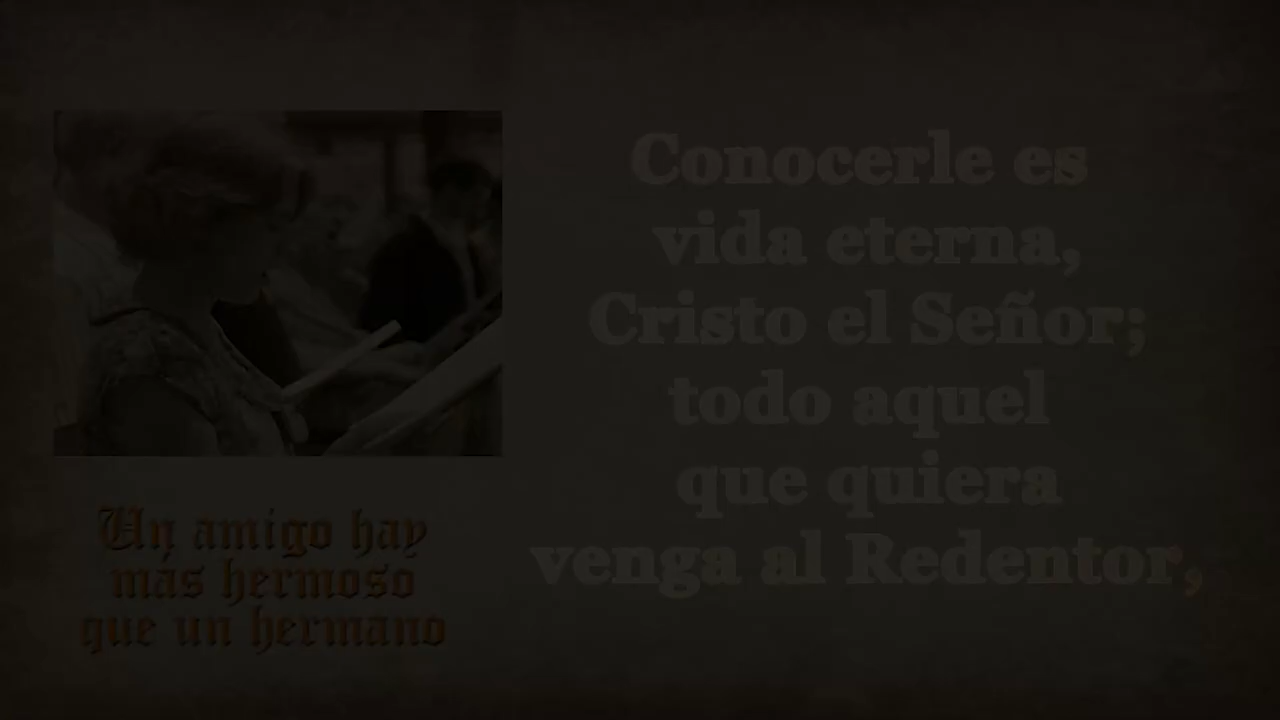 Conocerle es
vida eterna,
Cristo el Señor;
todo aquel
que quiera
venga al Redentor,
Un amigo hay
más hermoso
que un hermano